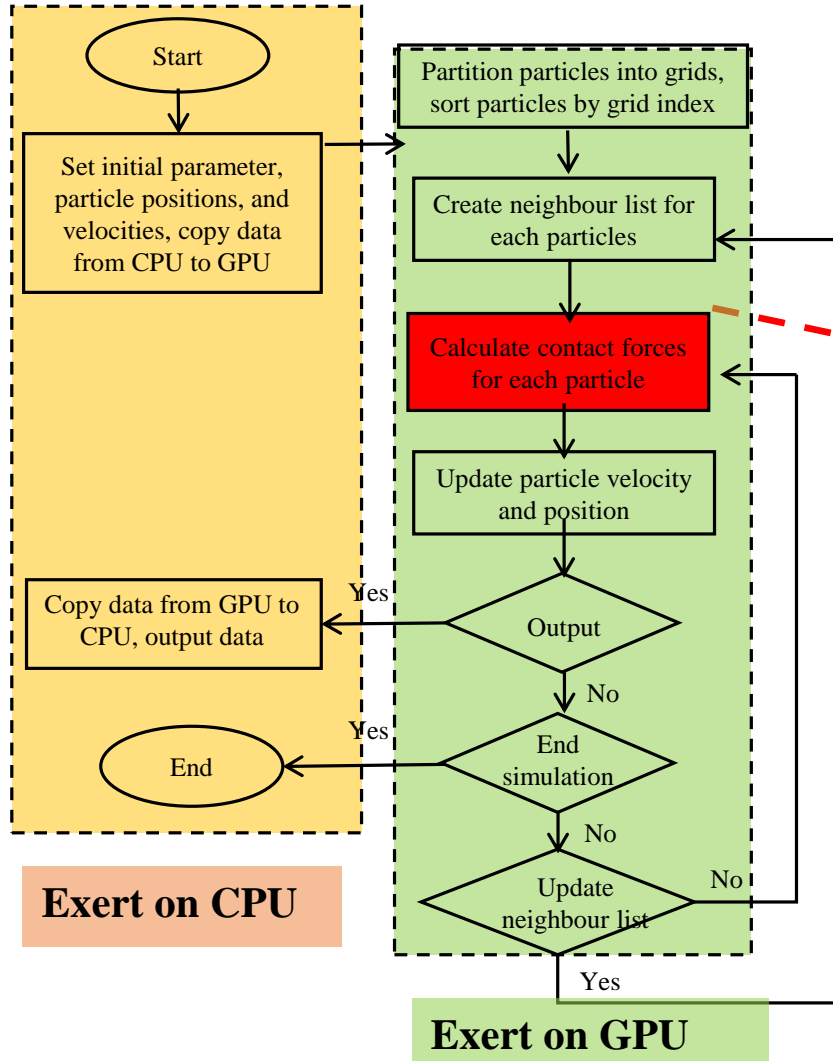 Start
Set initial parameter,
particle positions, and
velocities, copy data
from CPU to GPU
Partition particles into grids,
sort particles by grid index
Create neighbour list for
each particles
Calculate contact forces
for each particle
Update particle velocity
and position
Output
Yes
Copy data from GPU to
CPU, output data
No
End
simulation
Yes
End
No
Update
neighbour list
No
Yes
Exert on CPU
Exert on GPU